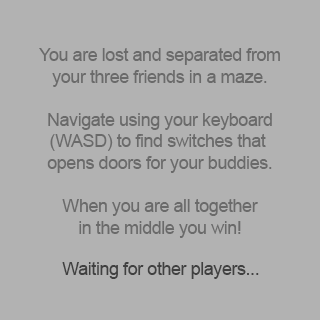 You are lost and separated from
your three friends in a maze.
Navigate using your keyboard
(WASD) to find switches that
opens doors for your buddies.
When you are all together
in the middle you win!
Waiting for other players...